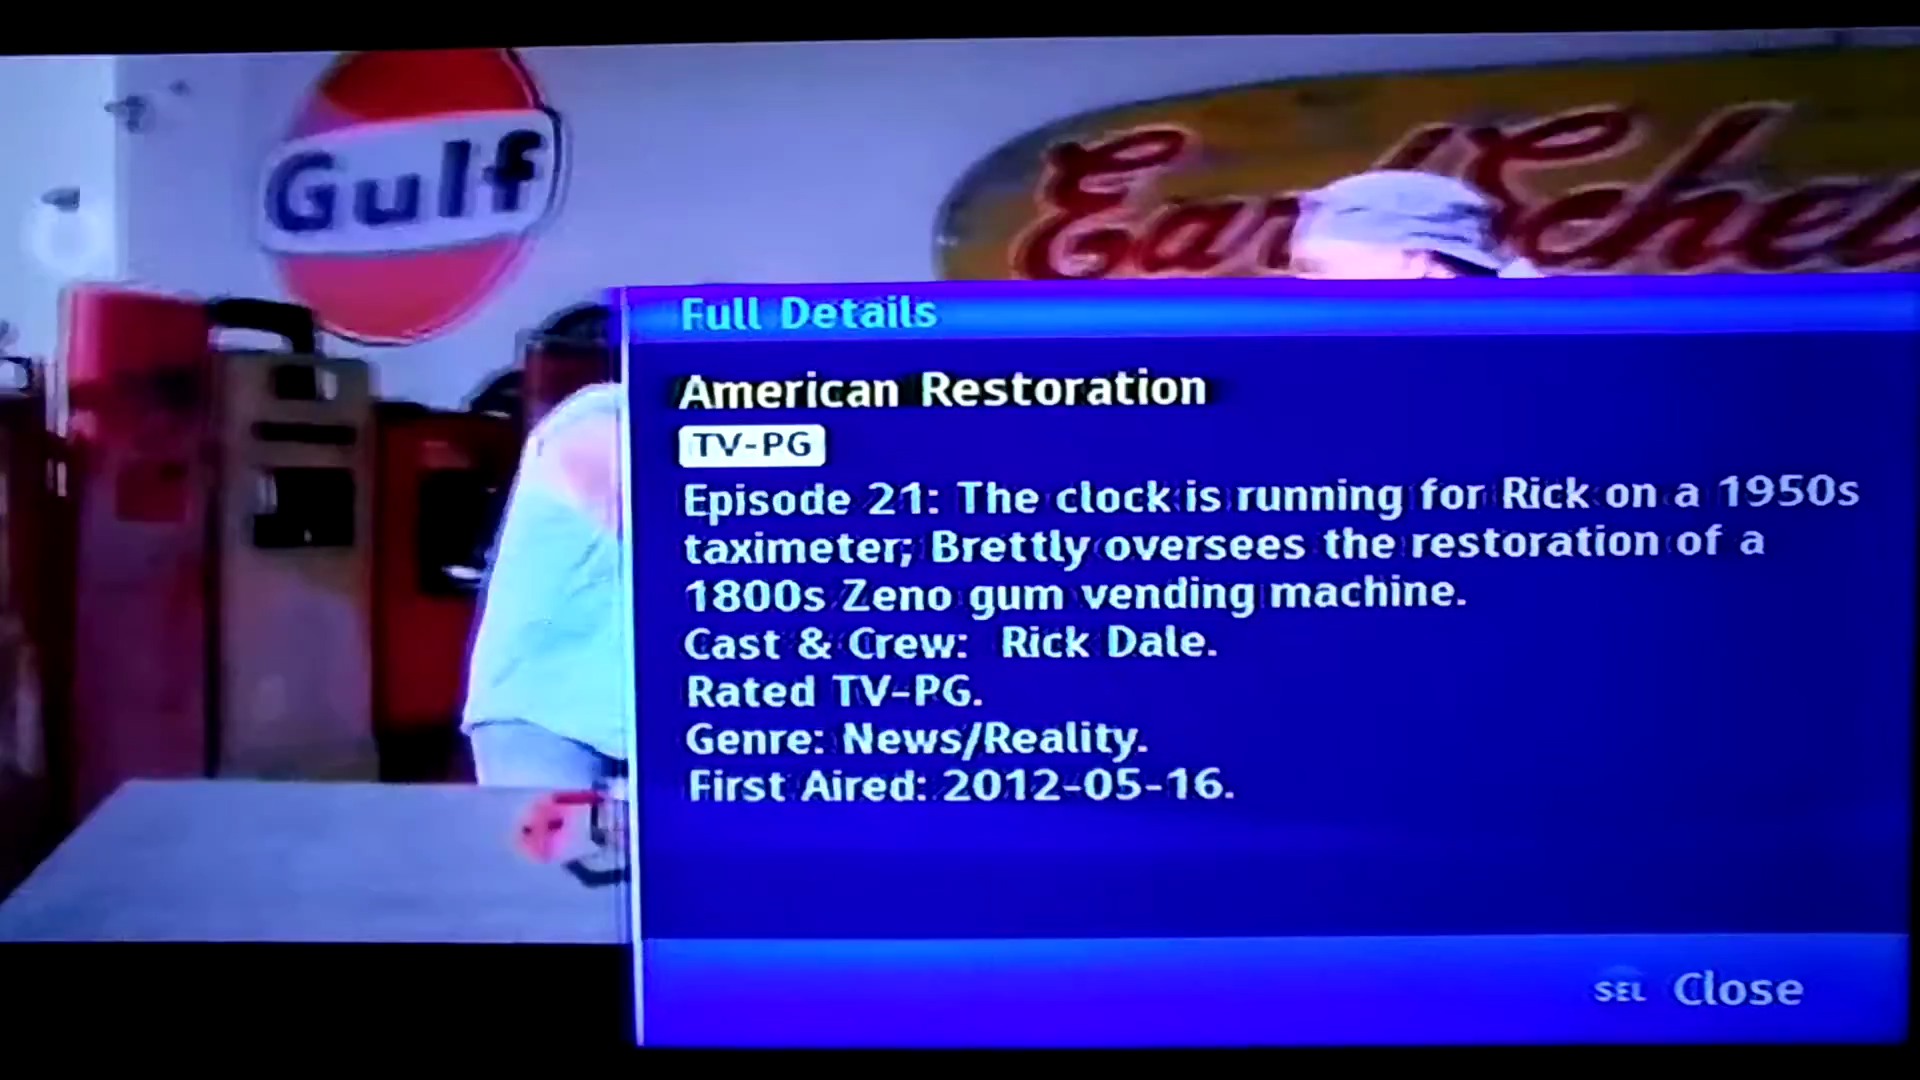 Gulf
Earl Schei
Full Details
American Restoration
TV-PG
Episode 21: The clock is running for Rick on a 1950s
taximeter; Brettly oversees the restoration of a
1800s Zeno gum vending machine.
Cast & Crew: Rick Dale.
Rated TV-PG.
Genre: News/Reality.
First Aired: 2012-05-16.
SEL Close